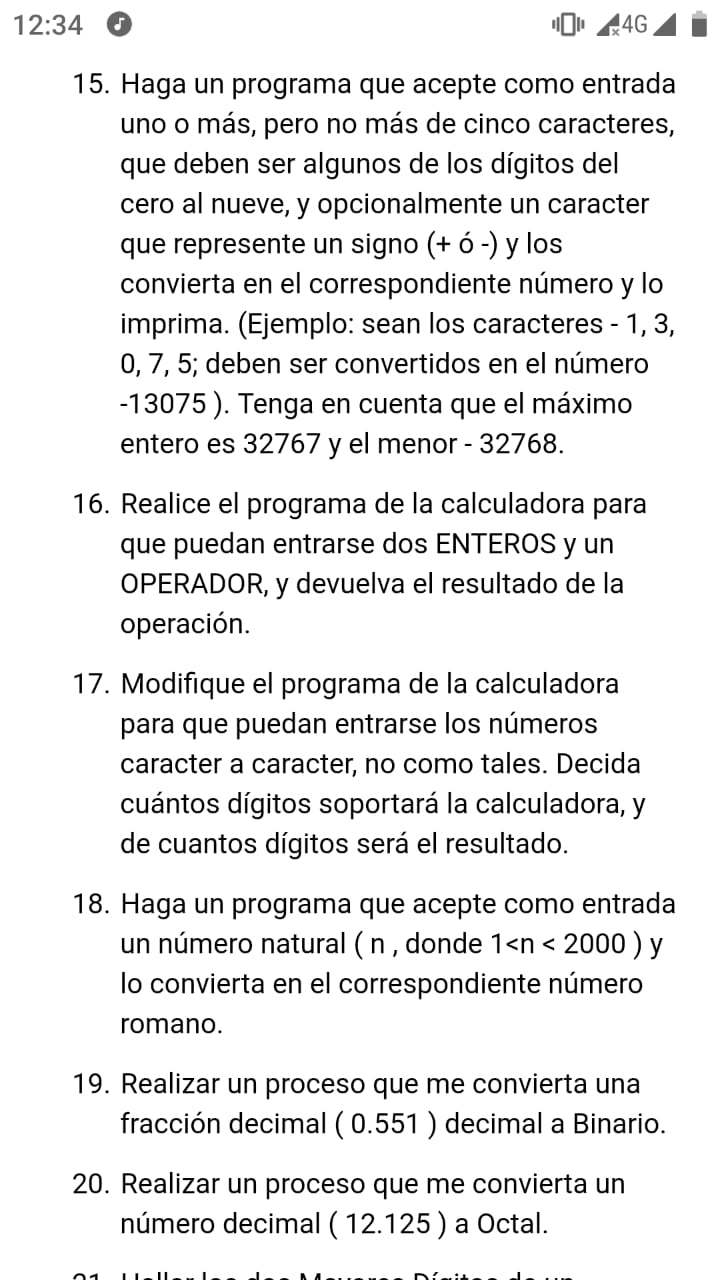 12:34 4G
15. Haga un programa que acepte como entrada
uno o más, pero no más de cinco caracteres,
que deben ser algunos de los dígitos del
cero al nueve, y opcionalmente un caracter
que represente un signo (+ ó -) y los
convierta en el correspondiente número y lo
imprima. (Ejemplo: sean los caracteres - 1, 3,
0, 7, 5; deben ser convertidos en el número
-13075 ). Tenga en cuenta que el máximo
entero es 32767 y el menor - 32768.
16. Realice el programa de la calculadora para
que puedan entrarse dos ENTEROS y un
OPERADOR, y devuelva el resultado de la
operación.
17. Modifique el programa de la calculadora
para que puedan entrarse los números
caracter a caracter, no como tales. Decida
cuántos dígitos soportará la calculadora, y
de cuantos dígitos será el resultado.
18. Haga un programa que acepte como entrada
un número natural ( n , donde 1<n < 2000 ) y
lo convierta en el correspondiente número
romano.
19. Realizar un proceso que me convierta una
fracción decimal ( 0.551 ) decimal a Binario.
20. Realizar un proceso que me convierta un
número decimal ( 12.125 ) a Octal.